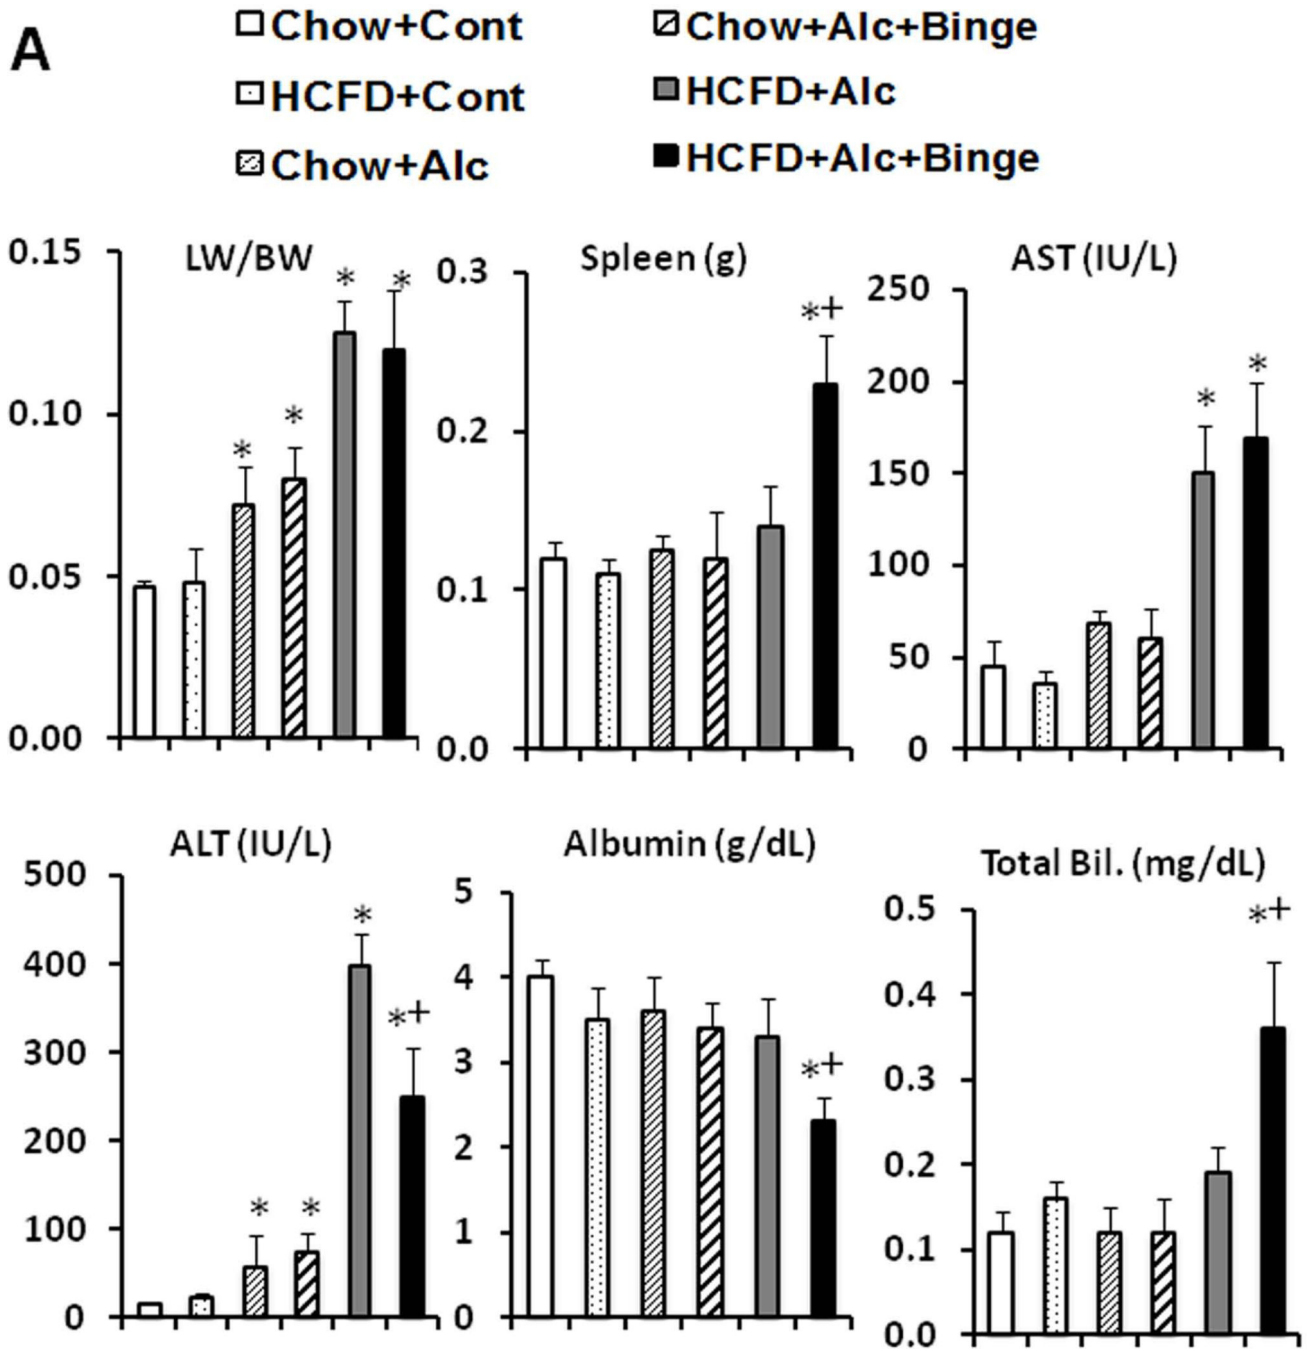 A
Chow+Cont
Chow+Alc+Binge
HCFD+Cont
HCFD+Alc
Chow+Alc
HCFD+Alc+Binge
LW/BW
0.15
0.10
0.05
0.00
* * * *
Spleen (g)
0.3
0.2
0.1
0.0
*+
AST (IU/L)
250
200
150
100
50
0
* *
ALT (IU/L)
500
400
300
200
100
0
* * * *+
Albumin (g/dL)
5
4
3
2
1
0
*+
Total Bil. (mg/dL)
0.5
0.4
0.3
0.2
0.1
0.0
*+